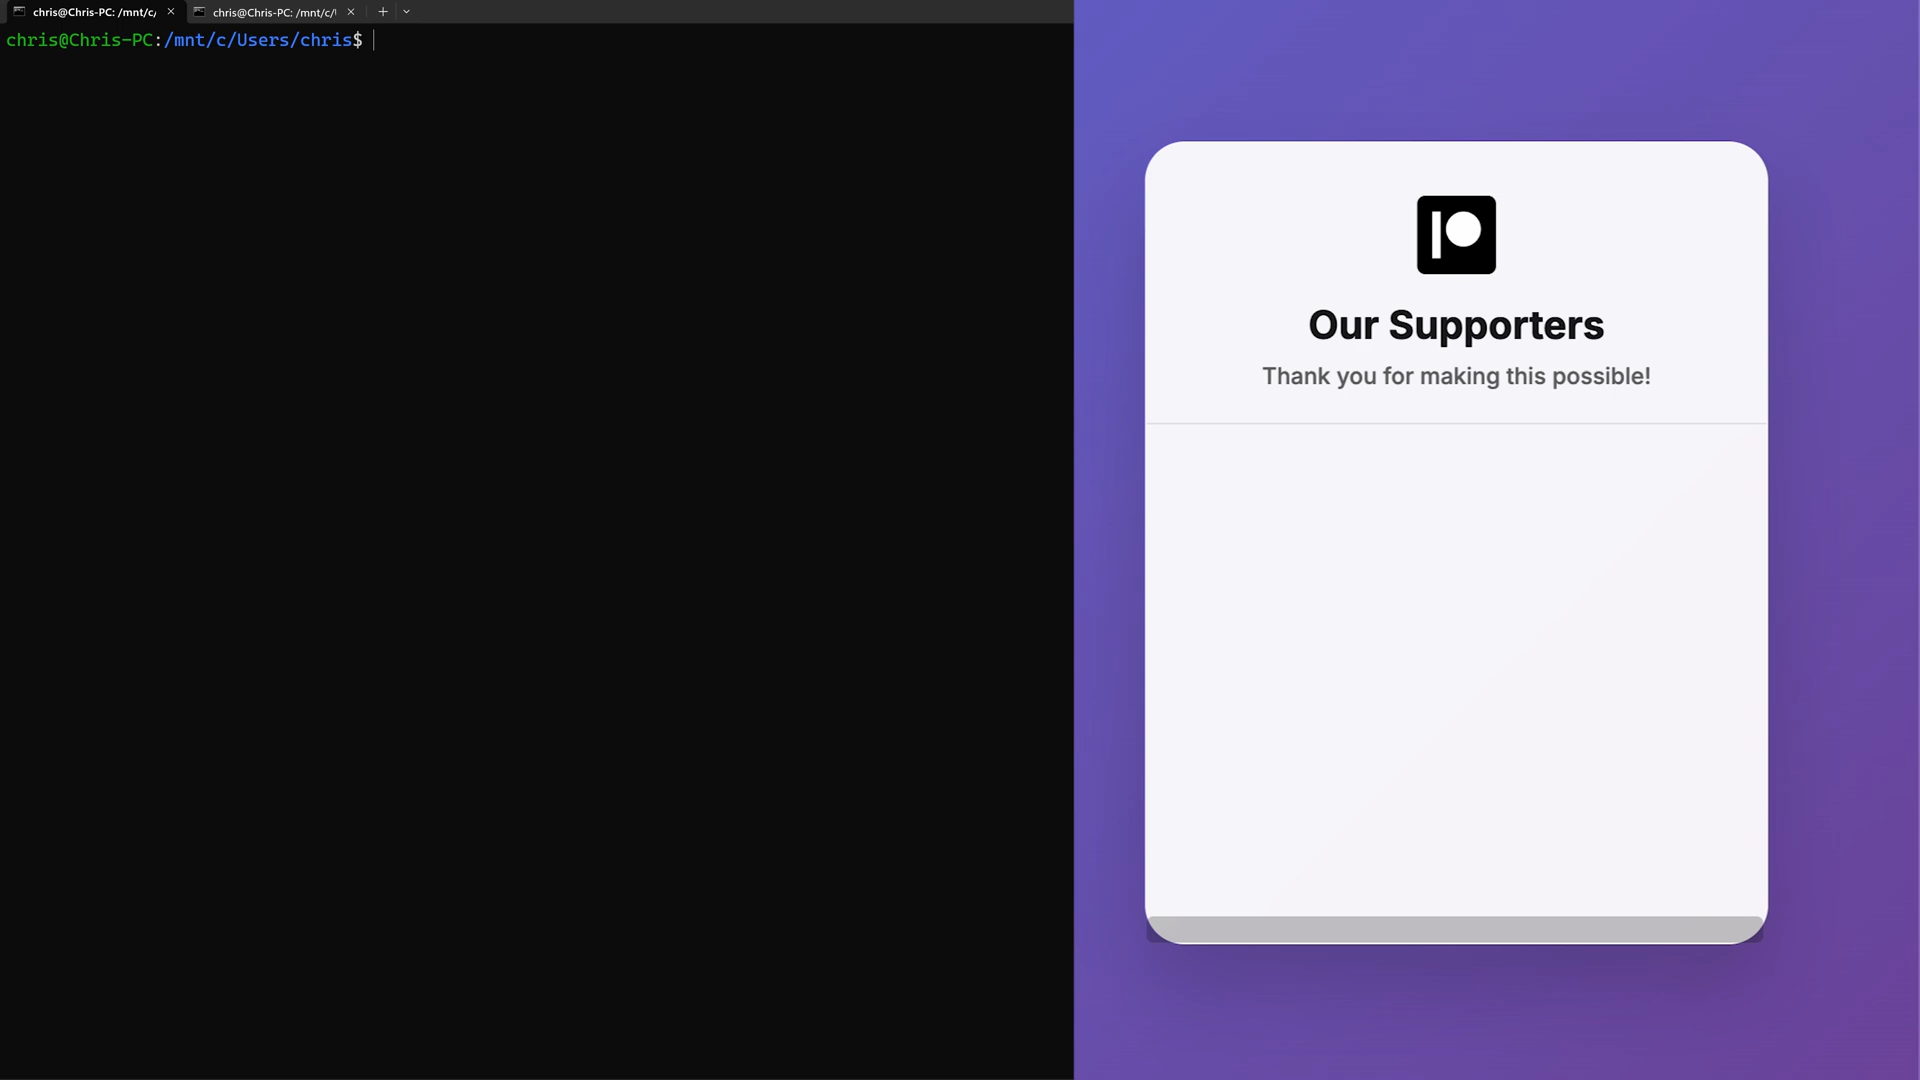 chris@Chris-PC: /mnt/c/
chris@Chris-PC: /mnt/c/
chris@Chris-PC:/mnt/c/Users/chris$
Our Supporters
Thank you for making this possible!